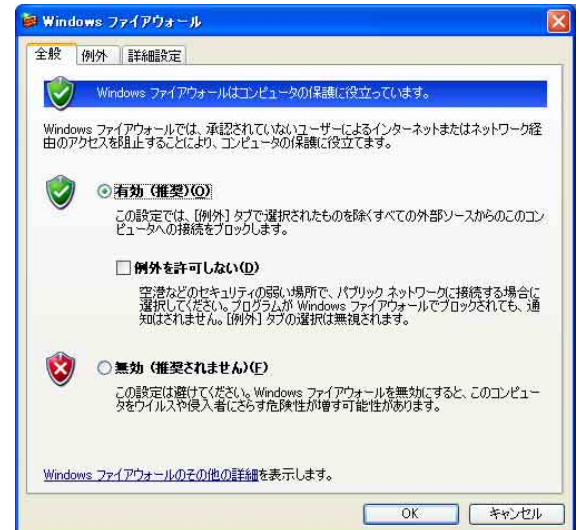 Windows ファイアウォール
全般 例外 詳細設定
Windows ファイアウォールはコンピュータの保護に役立っています。
Windows ファイアウォールでは、承認されていないユーザーによるインターネットまたはネットワーク経
由のアクセスを阻止することにより、コンピュータの保護に役立てます。
有効 (推奨)(O)
この設定では、[例外] タブで選択されたものを除くすべての外部ソースからのこのコン
ピュータへの接続をブロックします。
例外を許可しない(D)
空港などのセキュリティの弱い場所で、パブリック ネットワークに接続する場合に
選択してください。プログラムが Windows ファイアウォールでブロックされても、通
知はされません。[例外] タブの選択は無視されます。
無効 (推奨されません)(F)
この設定は避けてください。Windows ファイアウォールを無効にすると、このコンピュー
タをウイルスや侵入者にさらす危険性が増す可能性があります。
Windows ファイアウォールのその他の詳細を表示します。
OK キャンセル